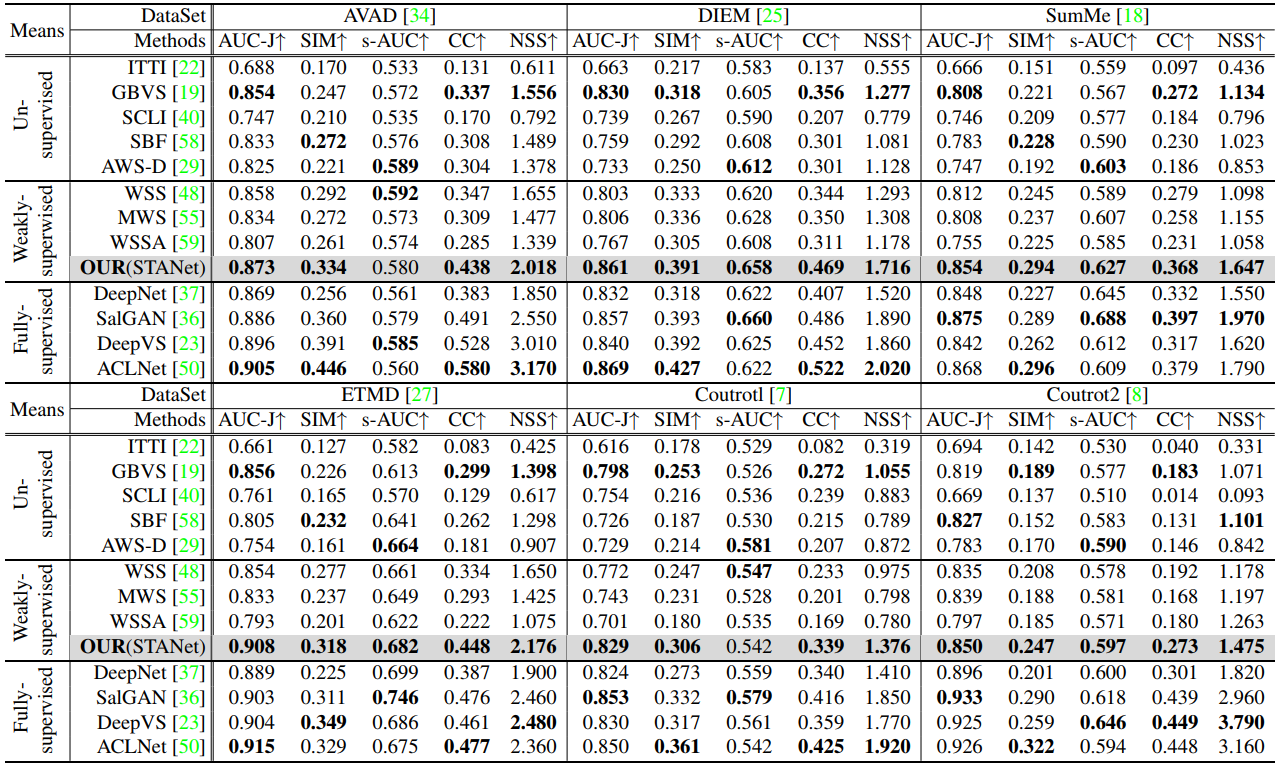 Means DataSet AVAD [34] DIEM [25] SumMe [18]
Methods AUC-J↑ SIM↑ s-AUC↑ CC↑ NSS↑ AUC-J↑ SIM↑ s-AUC↑ CC↑ NSS↑ AUC-J↑ SIM↑ s-AUC↑ CC↑ NSS↑
Un-
supervised
ITTI [22] 0.688 0.170 0.533 0.131 0.611 0.663 0.217 0.583 0.137 0.555 0.666 0.151 0.559 0.097 0.436
GBVS [19] 0.854 0.247 0.572 0.337 1.556 0.830 0.318 0.605 0.356 1.277 0.808 0.221 0.567 0.272 1.134
SCLI [40] 0.747 0.210 0.535 0.170 0.792 0.739 0.267 0.590 0.207 0.779 0.746 0.209 0.577 0.184 0.796
SBF [58] 0.833 0.272 0.576 0.308 1.489 0.759 0.292 0.608 0.301 1.081 0.783 0.228 0.590 0.230 1.023
AWS-D [29] 0.825 0.221 0.589 0.304 1.378 0.733 0.250 0.612 0.301 1.128 0.747 0.192 0.603 0.186 0.853
Weakly-
superwised
WSS [48] 0.858 0.292 0.592 0.347 1.655 0.803 0.333 0.620 0.344 1.293 0.812 0.245 0.589 0.279 1.098
MWS [55] 0.834 0.272 0.573 0.309 1.477 0.806 0.336 0.628 0.350 1.308 0.808 0.237 0.607 0.258 1.155
WSSA [59] 0.807 0.261 0.574 0.285 1.339 0.767 0.305 0.608 0.311 1.178 0.755 0.225 0.585 0.231 1.058
OUR(STANet) 0.873 0.334 0.580 0.438 2.018 0.861 0.391 0.658 0.469 1.716 0.854 0.294 0.627 0.368 1.647
Fully-
supervised
DeepNet [37] 0.869 0.256 0.561 0.383 1.850 0.832 0.318 0.622 0.407 1.520 0.848 0.227 0.645 0.332 1.550
SalGAN [36] 0.886 0.360 0.579 0.491 2.550 0.857 0.393 0.660 0.486 1.890 0.875 0.289 0.688 0.397 1.970
DeepVS [23] 0.896 0.391 0.585 0.528 3.010 0.840 0.392 0.625 0.452 1.860 0.842 0.262 0.612 0.317 1.620
ACLNet [50] 0.905 0.446 0.560 0.580 3.170 0.869 0.427 0.622 0.522 2.020 0.868 0.296 0.609 0.379 1.790
Means DataSet ETMD [27] Coutrotl [7] Coutrot2 [8]
Methods AUC-J↑ SIM↑ s-AUC↑ CC↑ NSS↑ AUC-J↑ SIM↑ s-AUC↑ CC↑ NSS↑ AUC-J↑ SIM↑ s-AUC↑ CC↑ NSS↑
Un-
supervised
ITTI [22] 0.661 0.127 0.582 0.083 0.425 0.616 0.178 0.529 0.082 0.319 0.694 0.142 0.530 0.040 0.331
GBVS [19] 0.856 0.226 0.613 0.299 1.398 0.798 0.253 0.526 0.272 1.055 0.819 0.189 0.577 0.183 1.071
SCLI [40] 0.761 0.165 0.570 0.129 0.617 0.754 0.216 0.536 0.239 0.883 0.669 0.137 0.510 0.014 0.093
SBF [58] 0.805 0.232 0.641 0.262 1.298 0.726 0.187 0.530 0.215 0.789 0.827 0.152 0.583 0.131 1.101
AWS-D [29] 0.754 0.161 0.664 0.181 0.907 0.729 0.214 0.581 0.207 0.872 0.783 0.170 0.590 0.146 0.842
Weakly-
superwised
WSS [48] 0.854 0.277 0.661 0.334 1.650 0.772 0.247 0.547 0.233 0.975 0.835 0.208 0.578 0.192 1.178
MWS [55] 0.833 0.237 0.649 0.293 1.425 0.743 0.231 0.528 0.201 0.798 0.839 0.188 0.581 0.168 1.197
WSSA [59] 0.793 0.201 0.622 0.222 1.075 0.701 0.180 0.535 0.169 0.780 0.797 0.185 0.571 0.180 1.263
OUR(STANet) 0.908 0.318 0.682 0.448 2.176 0.829 0.306 0.542 0.339 1.376 0.850 0.247 0.597 0.273 1.475
Fully-
supervised
DeepNet [37] 0.889 0.225 0.699 0.387 1.900 0.824 0.273 0.559 0.340 1.410 0.896 0.201 0.600 0.301 1.820
SalGAN [36] 0.903 0.311 0.746 0.476 2.460 0.853 0.332 0.579 0.416 1.850 0.933 0.290 0.618 0.439 2.960
DeepVS [23] 0.904 0.349 0.686 0.461 2.480 0.830 0.317 0.561 0.359 1.770 0.925 0.259 0.646 0.449 3.790
ACLNet [50] 0.915 0.329 0.675 0.477 2.360 0.850 0.361 0.542 0.425 1.920 0.926 0.322 0.594 0.448 3.160